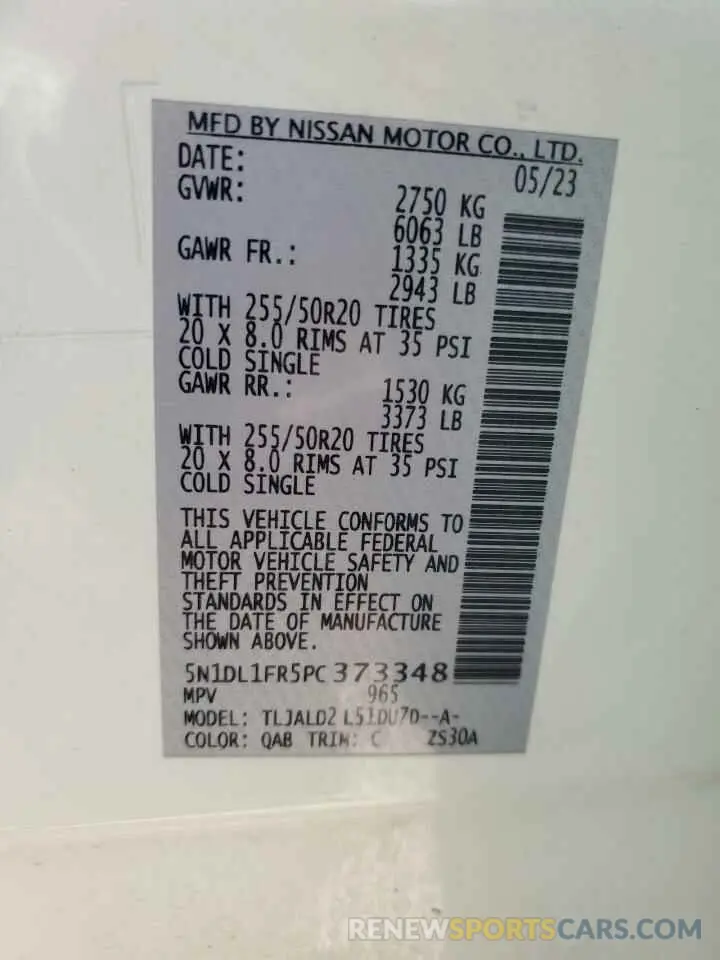 MFD BY NISSAN MOTOR CO., LTD.
DATE: 05/23
GVWR: 2750 KG
6063 LB
GAWR FR.: 1335 KG
2943 LB
WITH 255/50R20 TIRES
20 X 8.0 RIMS AT 35 PSI
COLD SINGLE
GAWR RR.: 1530 KG
3373 LB
WITH 255/50R20 TIRES
20 X 8.0 RIMS AT 35 PSI
COLD SINGLE
THIS VEHICLE CONFORMS TO
ALL APPLICABLE FEDERAL
MOTOR VEHICLE SAFETY AND
THEFT PREVENTION
STANDARDS IN EFFECT ON
THE DATE OF MANUFACTURE
SHOWN ABOVE.
5N1DL1FR5PC373348
MPV 965
MODEL: TLJALD2 L51DU7D--A-
COLOR: QAB TRIM: C ZS30A
RENEWSPORTSCARS.COM